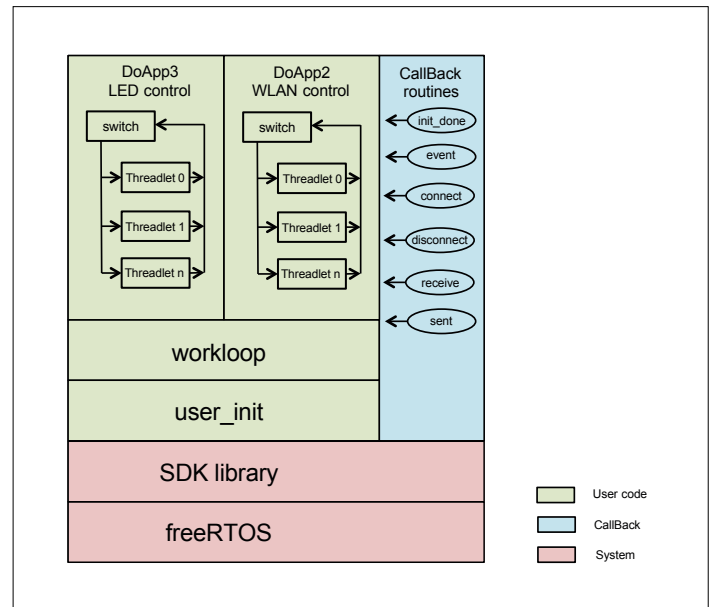 DoApp3
LED control
switch
Threadlet 0
Threadlet 1
Threadlet n
DoApp2
WLAN control
switch
Threadlet 0
Threadlet 1
Threadlet n
CallBack
routines
init_done
event
connect
disconnect
receive
sent
workloop
user_init
SDK library
freeRTOS
User code
CallBack
System